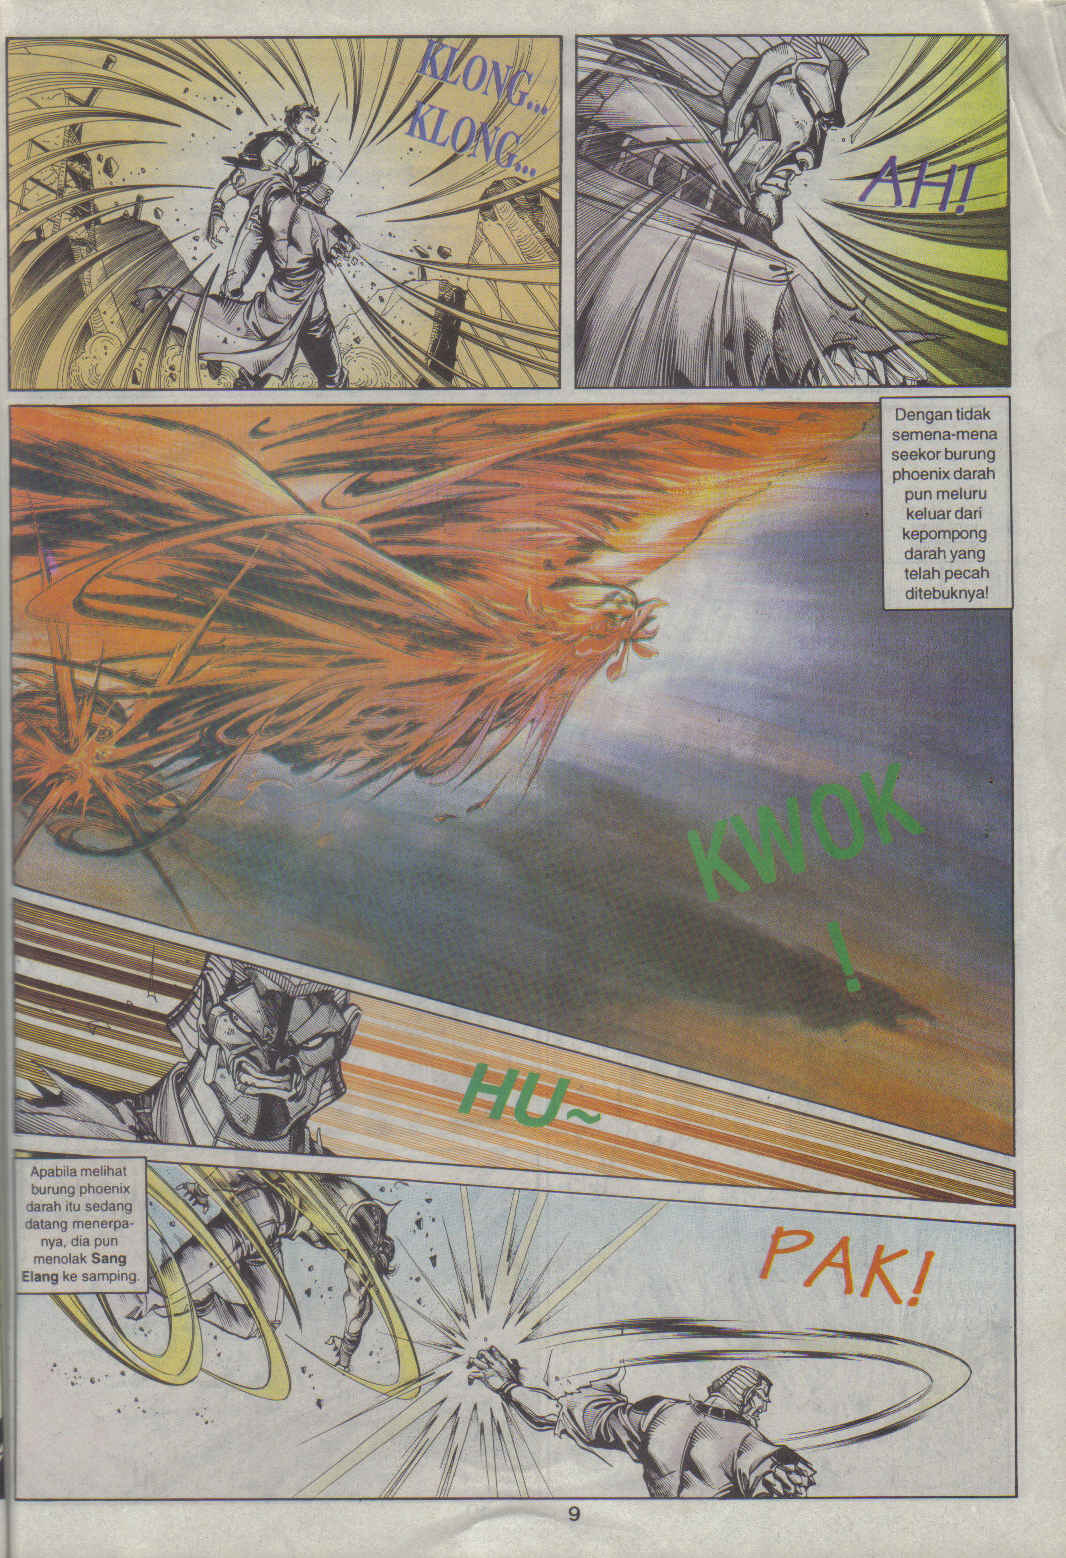 KLONG...
KLONG...
AH!
Dengan tidak
semena-mena
seekor burung
phoenix darah
pun meluru
keluar dari
kepompong
darah yang
telah pecah
ditebuknya!
KWOK
!
HU~
Apabila melihat
burung phoenix
darah itu sedang
datang menerpa-
nya, dia pun
menolak Sang
Elang ke samping.
PAK!
9